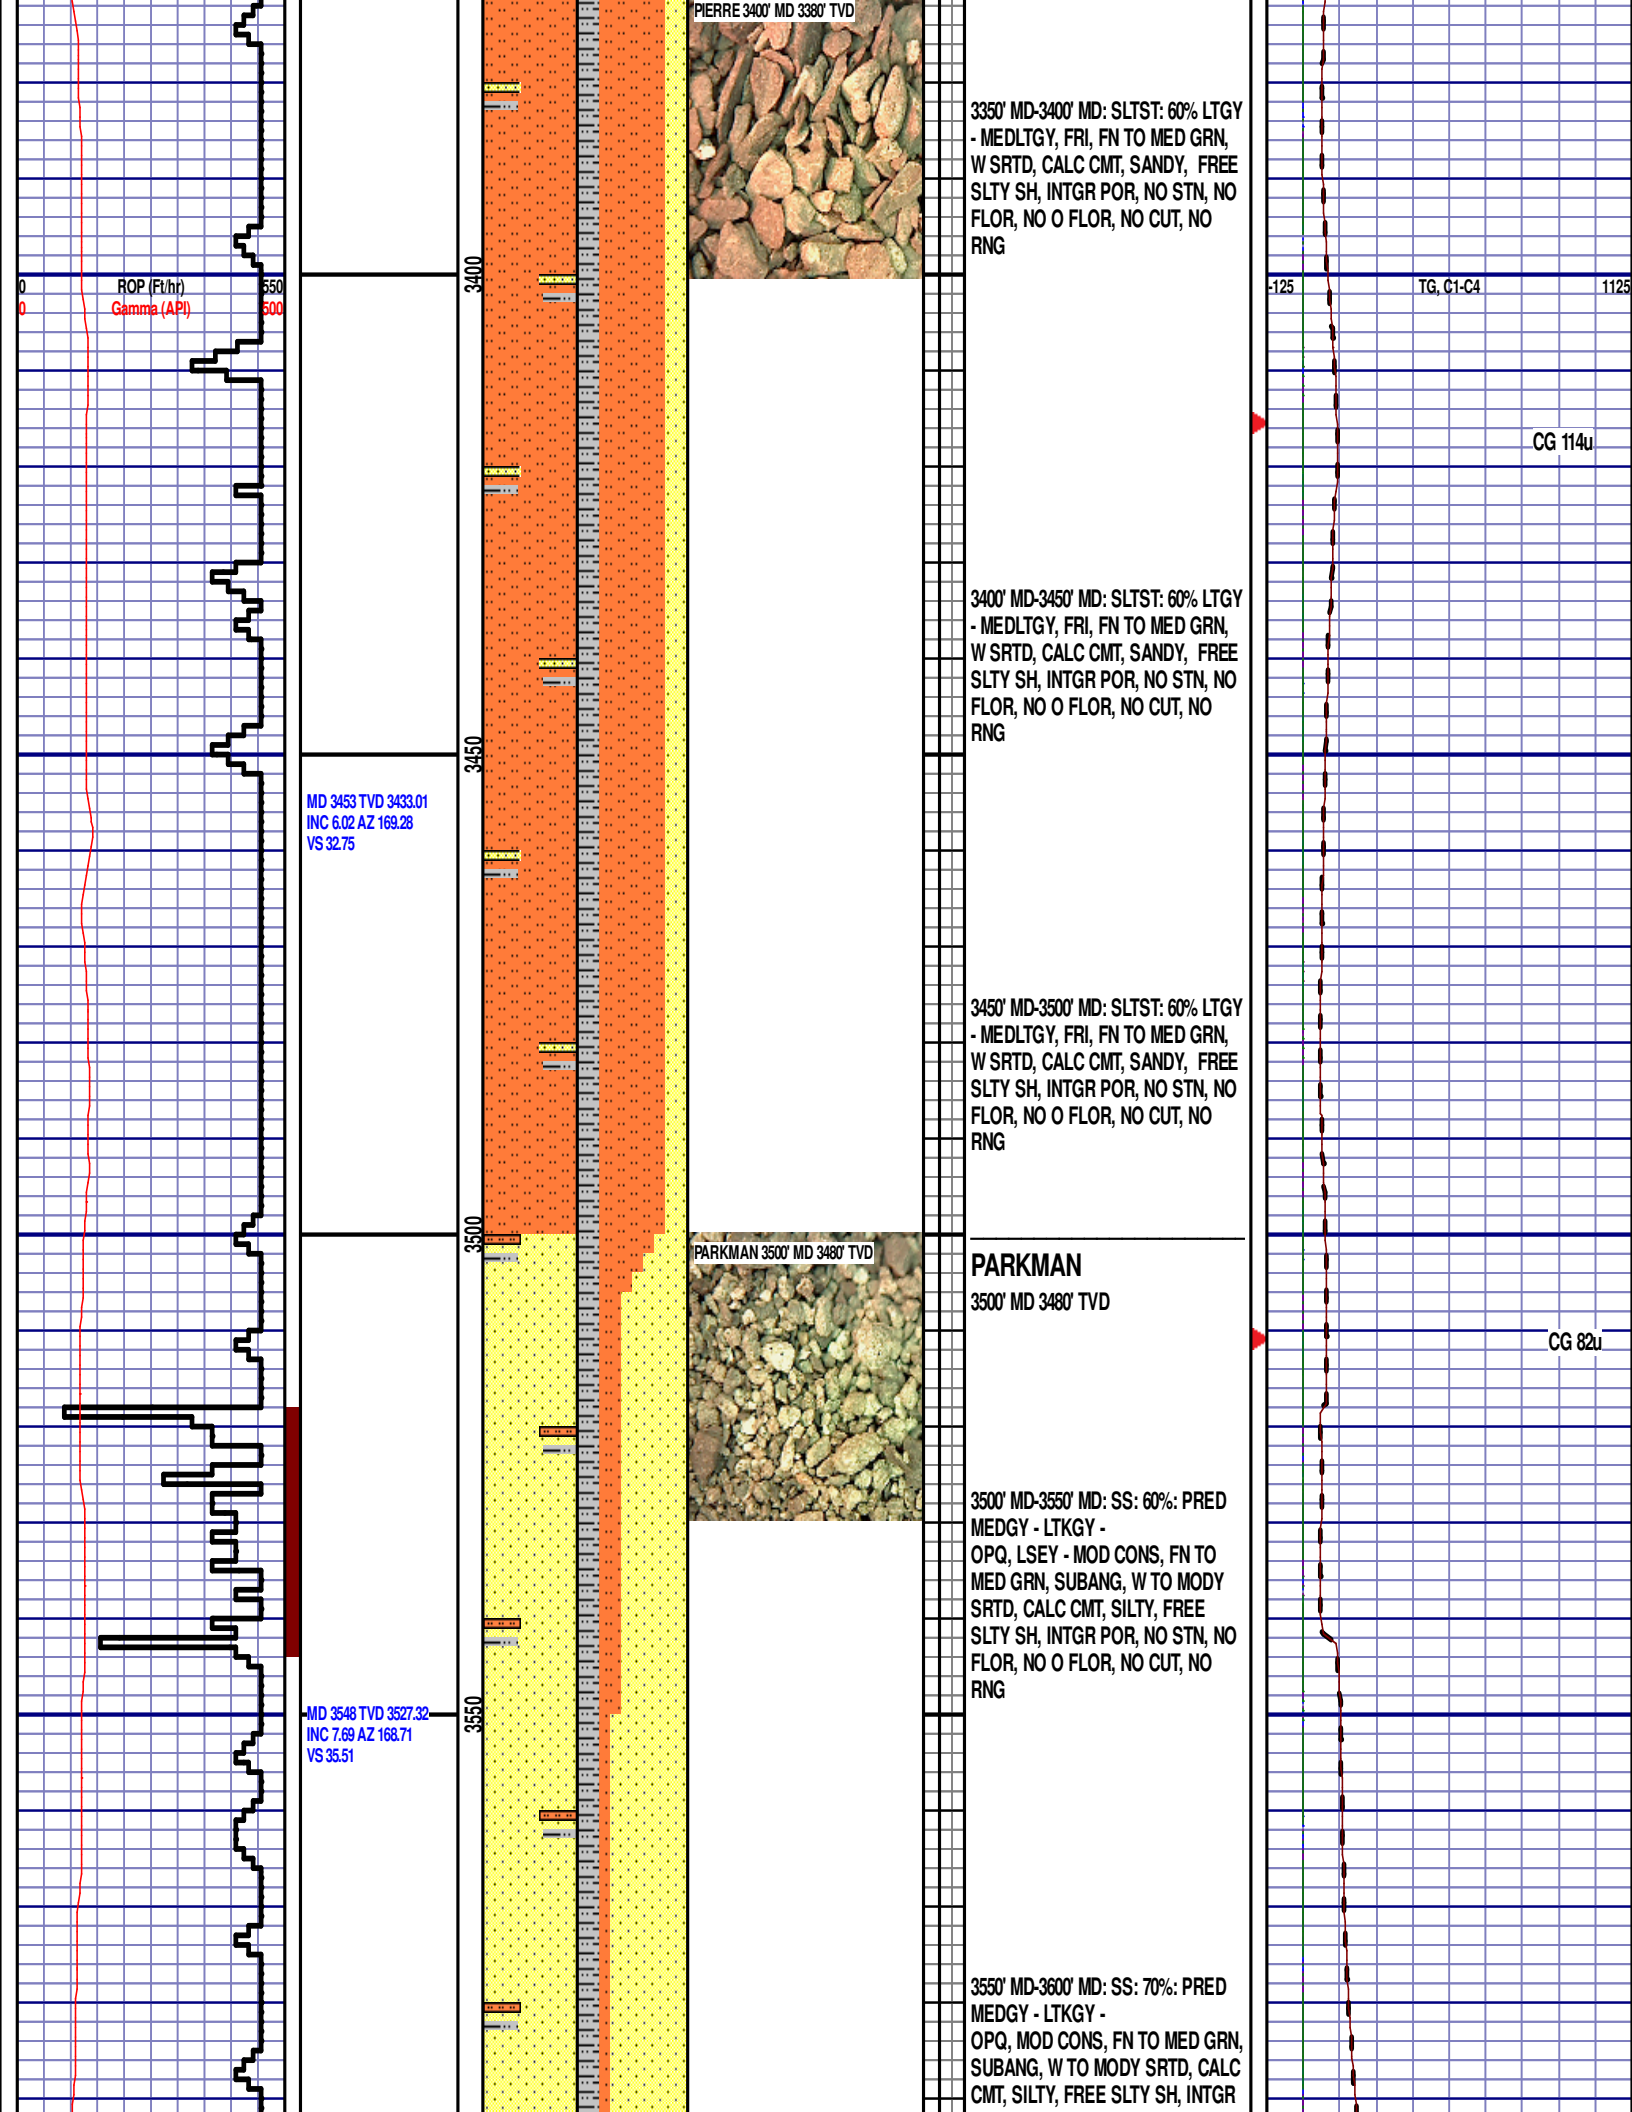 PIERRE 3400' MD 3380' TVD
3350' MD-3400' MD: SLTST: 60% LTGY
- MEDLTGY, FRI, FN TO MED GRN,
W SRTD, CALC CMT, SANDY, FREE
SLTY SH, INTGR POR, NO STN, NO
FLOR, NO O FLOR, NO CUT, NO
RNG
0 ROP (Ft/hr) 550
0 Gamma (API) 500
3400
-125 TG, C1-C4 1125
CG 114u
3400' MD-3450' MD: SLTST: 60% LTGY
- MEDLTGY, FRI, FN TO MED GRN,
W SRTD, CALC CMT, SANDY, FREE
SLTY SH, INTGR POR, NO STN, NO
FLOR, NO O FLOR, NO CUT, NO
RNG
3450
MD 3453 TVD 3433.01
INC 6.02 AZ 169.28
VS 32.75
3450' MD-3500' MD: SLTST: 60% LTGY
- MEDLTGY, FRI, FN TO MED GRN,
W SRTD, CALC CMT, SANDY, FREE
SLTY SH, INTGR POR, NO STN, NO
FLOR, NO O FLOR, NO CUT, NO
RNG
3500
PARKMAN 3500' MD 3480' TVD
PARKMAN
3500' MD 3480' TVD
CG 82u
3500' MD-3550' MD: SS: 60%: PRED
MEDGY - LTKGY -
OPQ, LSEY - MOD CONS, FN TO
MED GRN, SUBANG, W TO MODY
SRTD, CALC CMT, SILTY, FREE
SLTY SH, INTGR POR, NO STN, NO
FLOR, NO O FLOR, NO CUT, NO
RNG
3550
MD 3548 TVD 3527.32
INC 7.69 AZ 168.71
VS 35.51
3550' MD-3600' MD: SS: 70%: PRED
MEDGY - LTKGY -
OPQ, MOD CONS, FN TO MED GRN,
SUBANG, W TO MODY SRTD, CALC
CMT, SILTY, FREE SLTY SH, INTGR